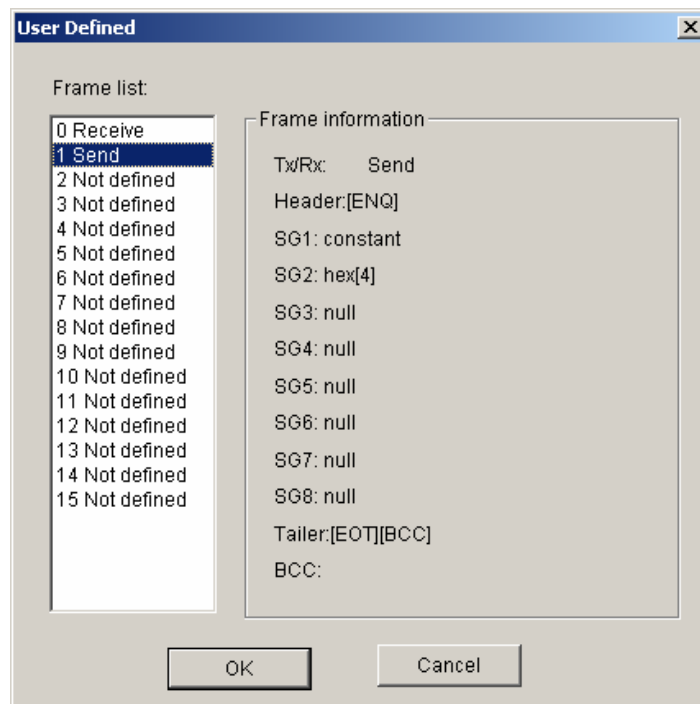 User Defined
Frame list:
0 Receive
1 Send
2 Not defined
3 Not defined
4 Not defined
5 Not defined
6 Not defined
7 Not defined
8 Not defined
9 Not defined
10 Not defined
11 Not defined
12 Not defined
13 Not defined
14 Not defined
15 Not defined
Frame information
Tx/Rx: Send
Header:[ENQ]
SG1: constant
SG2: hex[4]
SG3: null
SG4: null
SG5: null
SG6: null
SG7: null
SG8: null
Tailer:[EOT][BCC]
BCC:
OK
Cancel